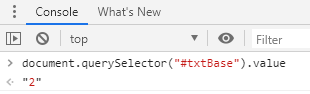 Console
What's New
top
Filter
> document.querySelector("#txtBase").value
"2"